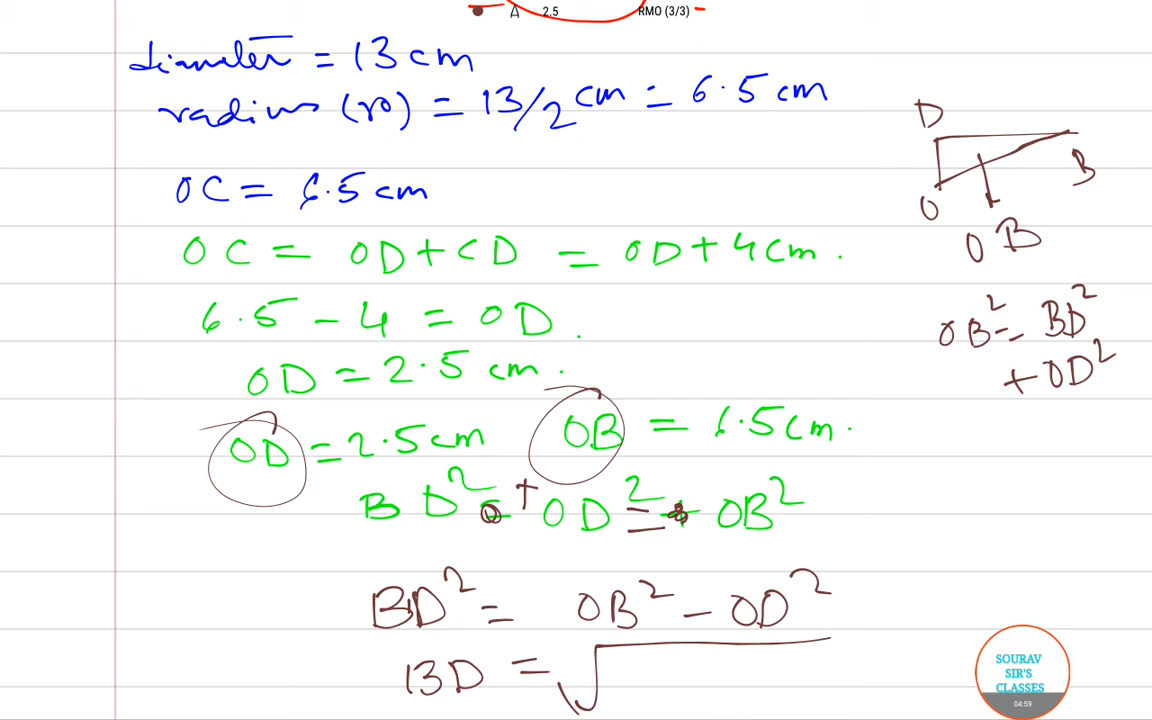 A 2.5 RMO (3/3)
diameter = 13 cm
radius (r) = 13/2 cm = 6.5 cm
OC = 6.5 cm
OC = OD + CD = OD + 4 cm.
6.5 - 4 = OD.
OD = 2.5 cm.
OD = 2.5 cm OB = 6.5 cm.
BD² + OD² = OB²
BD² = OB² - OD²
BD = √
D
B
O
O B
OB² = BD²
+ OD²
SOURAV
SIR'S
CLASSES
04:59